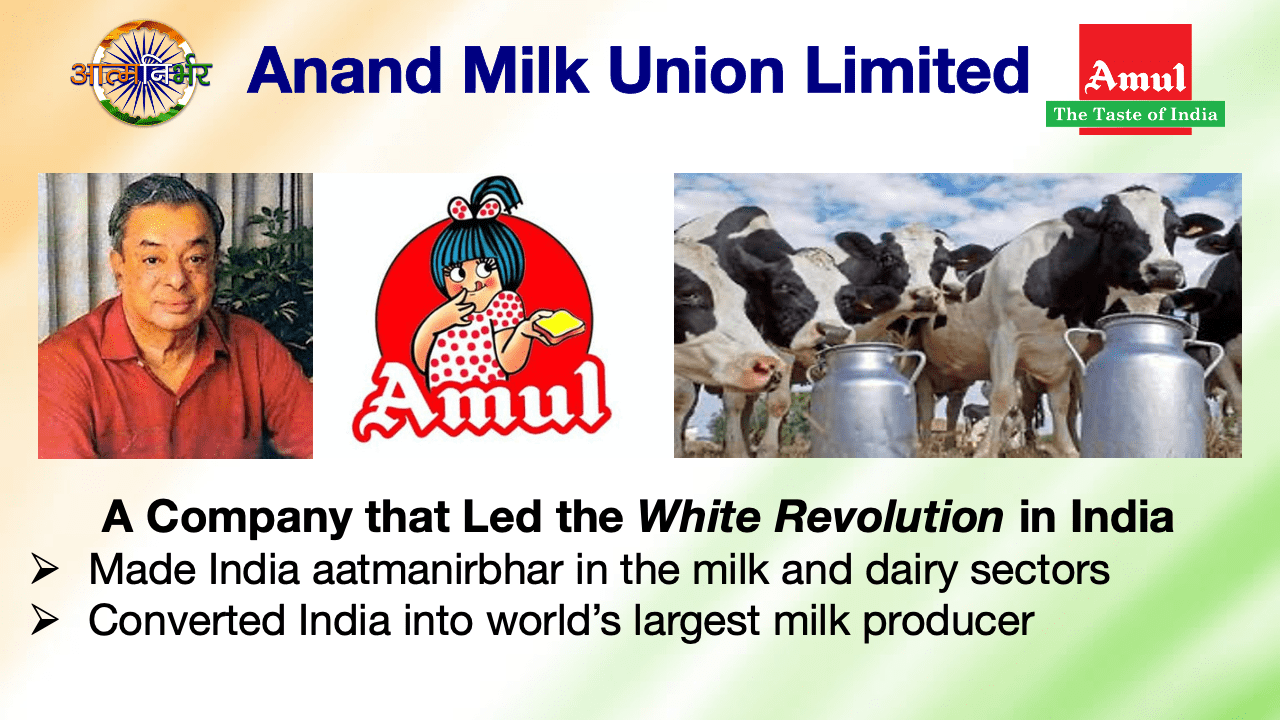 आत्मनिर्भर
Anand Milk Union Limited
Amul
The Taste of India
Amul
A Company that Led the White Revolution in India
➢ Made India aatmanirbhar in the milk and dairy sectors
➢ Converted India into world’s largest milk producer